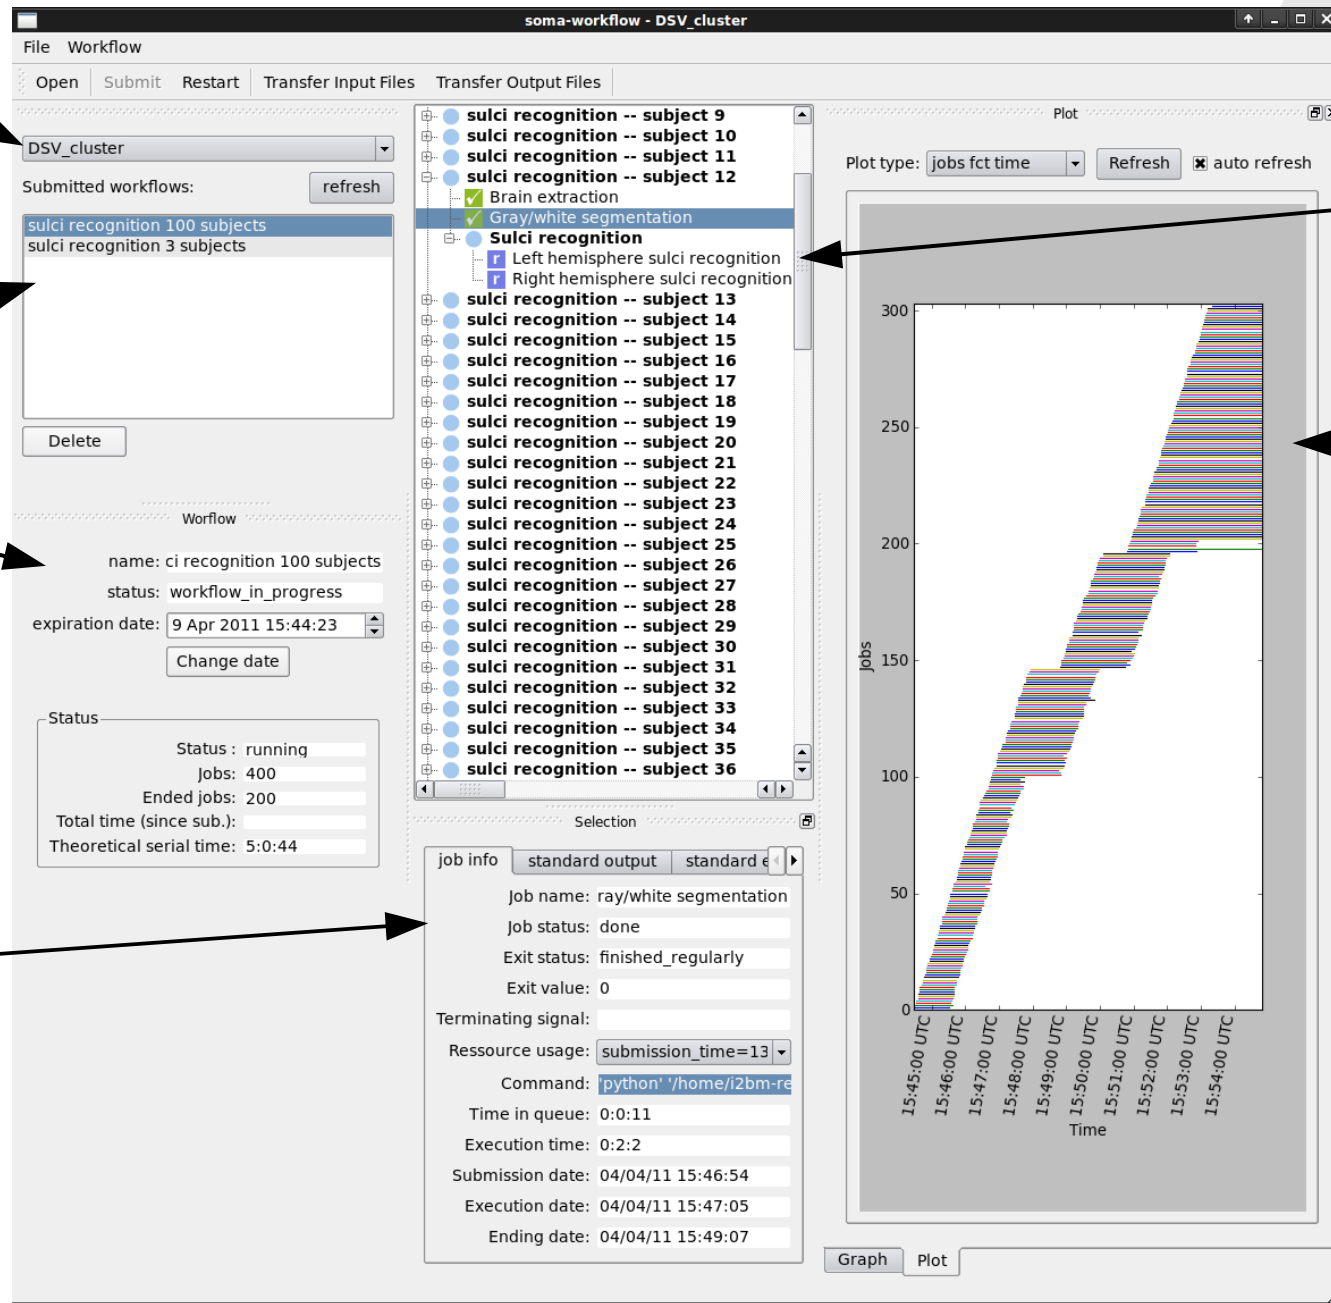 soma-workflow - DSV_cluster
File Workflow
Open Submit Restart Transfer Input Files Transfer Output Files
DSV_cluster
Submitted workflows: refresh
sulci recognition 100 subjects
sulci recognition 3 subjects
Delete
Worflow
name: ci recognition 100 subjects
status: workflow_in_progress
expiration date: 9 Apr 2011 15:44:23
Change date
Status
Status : running
Jobs: 400
Ended jobs: 200
Total time (since sub.):
Theoretical serial time: 5:0:44
sulci recognition -- subject 9
sulci recognition -- subject 10
sulci recognition -- subject 11
sulci recognition -- subject 12
Brain extraction
Gray/white segmentation
Sulci recognition
r Left hemisphere sulci recognition
r Right hemisphere sulci recognition
sulci recognition -- subject 13
sulci recognition -- subject 14
sulci recognition -- subject 15
sulci recognition -- subject 16
sulci recognition -- subject 17
sulci recognition -- subject 18
sulci recognition -- subject 19
sulci recognition -- subject 20
sulci recognition -- subject 21
sulci recognition -- subject 22
sulci recognition -- subject 23
sulci recognition -- subject 24
sulci recognition -- subject 25
sulci recognition -- subject 26
sulci recognition -- subject 27
sulci recognition -- subject 28
sulci recognition -- subject 29
sulci recognition -- subject 30
sulci recognition -- subject 31
sulci recognition -- subject 32
sulci recognition -- subject 33
sulci recognition -- subject 34
sulci recognition -- subject 35
sulci recognition -- subject 36
Selection
job info standard output standard e
Job name: ray/white segmentation
Job status: done
Exit status: finished_regularly
Exit value: 0
Terminating signal:
Ressource usage: submission_time=13
Command: 'python' '/home/i2bm-re
Time in queue: 0:0:11
Execution time: 0:2:2
Submission date: 04/04/11 15:46:54
Execution date: 04/04/11 15:47:05
Ending date: 04/04/11 15:49:07
Plot
Plot type: jobs fct time Refresh auto refresh
300
250
200
150
100
50
0
Jobs
15:45:00 UTC
15:46:00 UTC
15:47:00 UTC
15:48:00 UTC
15:49:00 UTC
15:50:00 UTC
15:51:00 UTC
15:52:00 UTC
15:53:00 UTC
15:54:00 UTC
Time
Graph Plot